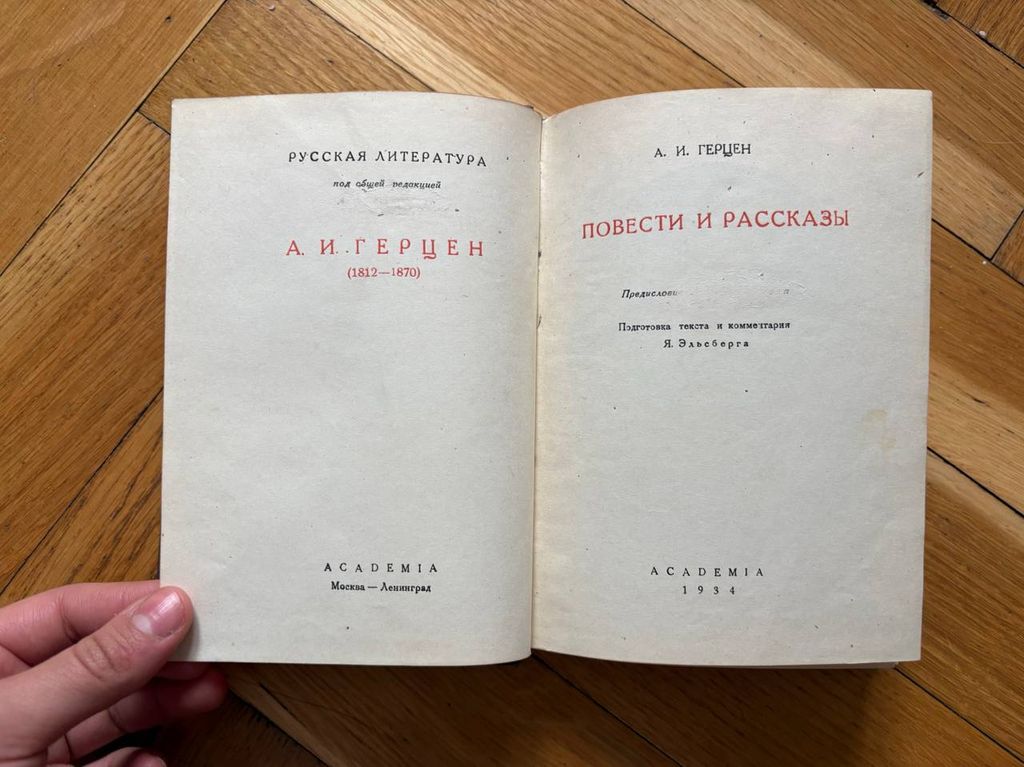 РУССКАЯ ЛИТЕРАТУРА
под общей редакцией
А. И. ГЕРЦЕН
(1812—1870)
ACADEMIA
Москва — Ленинград
А. И. ГЕРЦЕН
ПОВЕСТИ И РАССКАЗЫ
Подготовка текста и комментария
Я. Эльсберга
ACADEMIA
1934